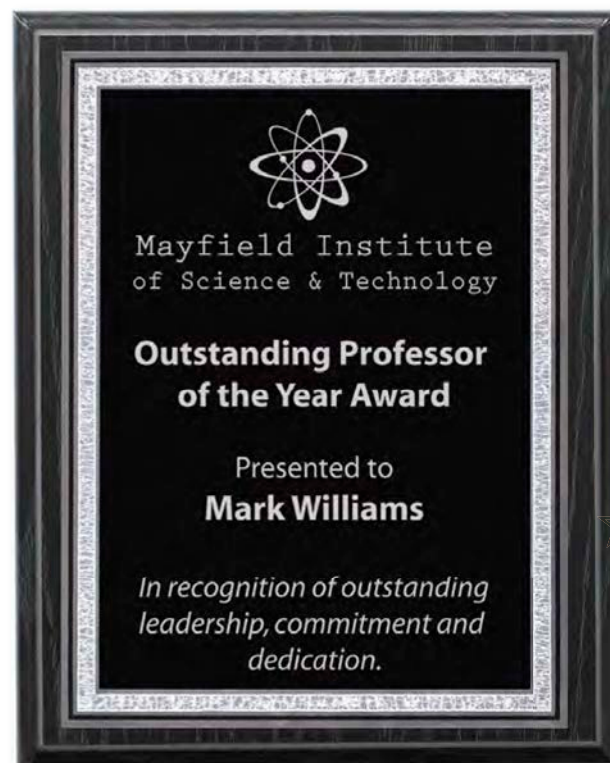 Mayfield Institute
of Science & Technology
Outstanding Professor
of the Year Award
Presented to
Mark Williams
In recognition of outstanding
leadership, commitment and
dedication.